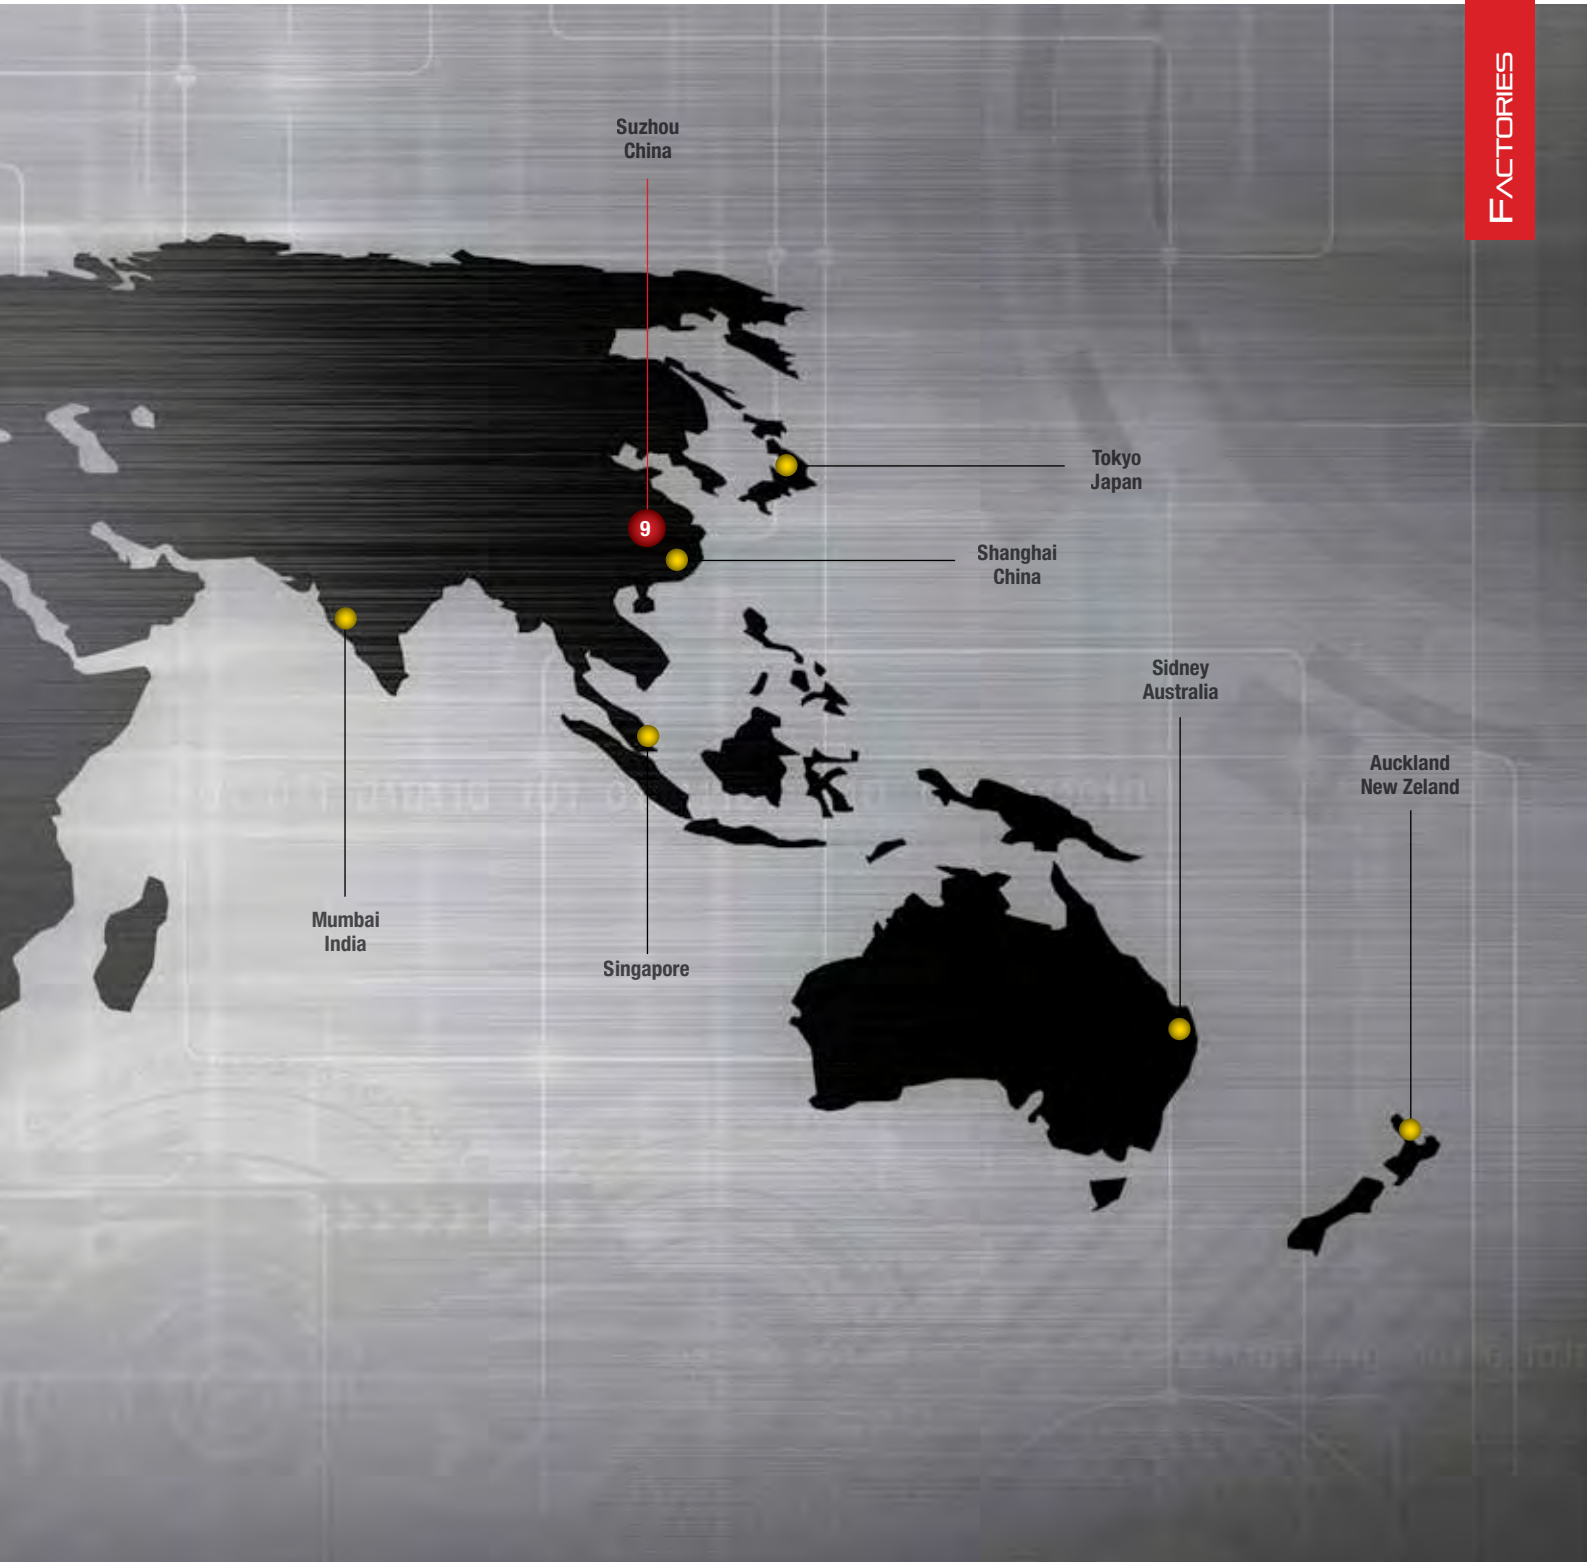 FACTORIES
Suzhou
China
9
Tokyo
Japan
Shanghai
China
Sidney
Australia
Auckland
New Zeland
Mumbai
India
Singapore